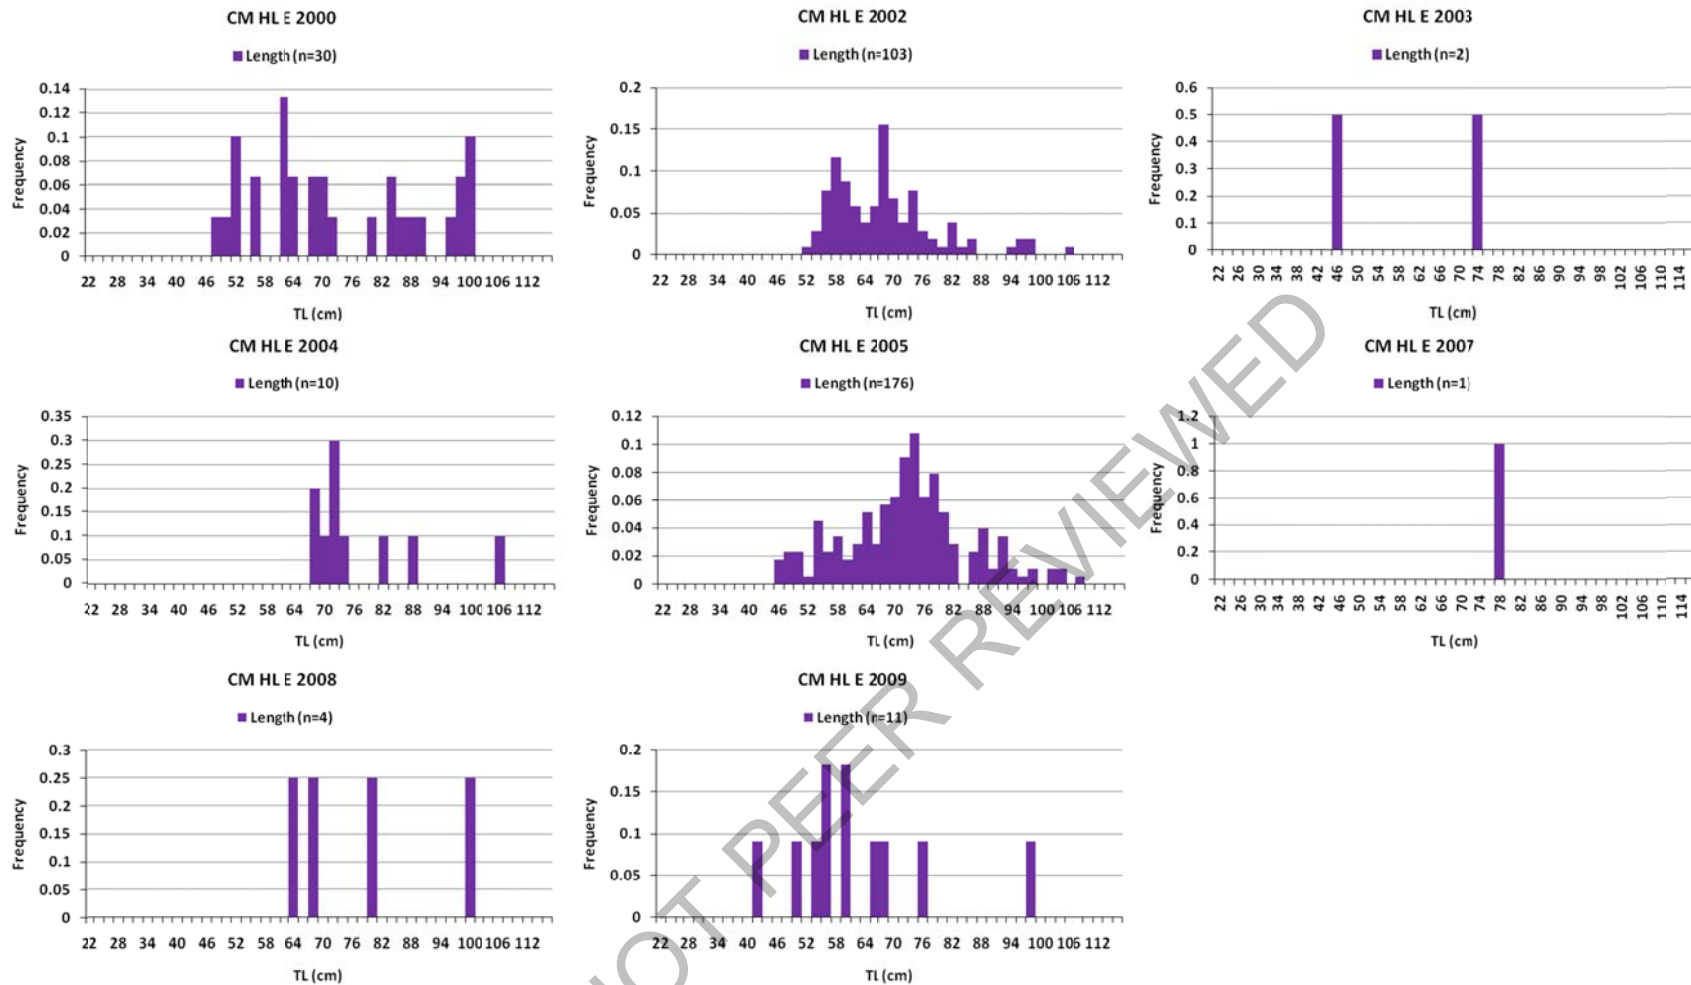 CM HL E 2000
Length (n=30)
0.14
0.12
0.1
0.08
0.06
0.04
0.02
0
Frequency
22 28 34 40 46 52 58 64 70 76 82 88 94 100 106 112
TL (cm)
CM HL E 2002
Length (n=103)
0.2
0.15
0.1
0.05
0
Frequency
22 28 34 40 46 52 58 64 70 76 82 88 94 100 106 112
TL (cm)
CM HL E 2003
Length (n=2)
0.6
0.5
0.4
0.3
0.2
0.1
0
Frequency
22 26 30 34 38 42 46 50 54 58 62 66 70 74 78 82 86 90 94 98 102 106 110 114
TL (cm)
CM HL E 2004
Length (n=10)
0.35
0.3
0.25
0.2
0.15
0.1
0.05
0
Frequency
22 28 34 40 46 52 58 64 70 76 82 88 94 100 106 112
TL (cm)
CM HL E 2005
Length (n=176)
0.12
0.1
0.08
0.06
0.04
0.02
0
Frequency
22 28 34 40 46 52 58 64 70 76 82 88 94 100 106 112
TL (cm)
CM HL E 2007
Length (n=1)
1.2
1
0.8
0.6
0.4
0.2
0
Frequency
22 26 30 34 38 42 46 50 54 58 62 66 70 74 78 82 86 90 94 98 102 106 110 114
TL (cm)
CM HL E 2008
Length (n=4)
0.3
0.25
0.2
0.15
0.1
0.05
0
Frequency
22 28 34 40 46 52 58 64 70 76 82 88 94 100 106 112
TL (cm)
CM HL E 2009
Length (n=11)
0.2
0.15
0.1
0.05
0
Frequency
22 28 34 40 46 52 58 64 70 76 82 88 94 100 106 112
TL (cm)
NOT PEER REVIEWED